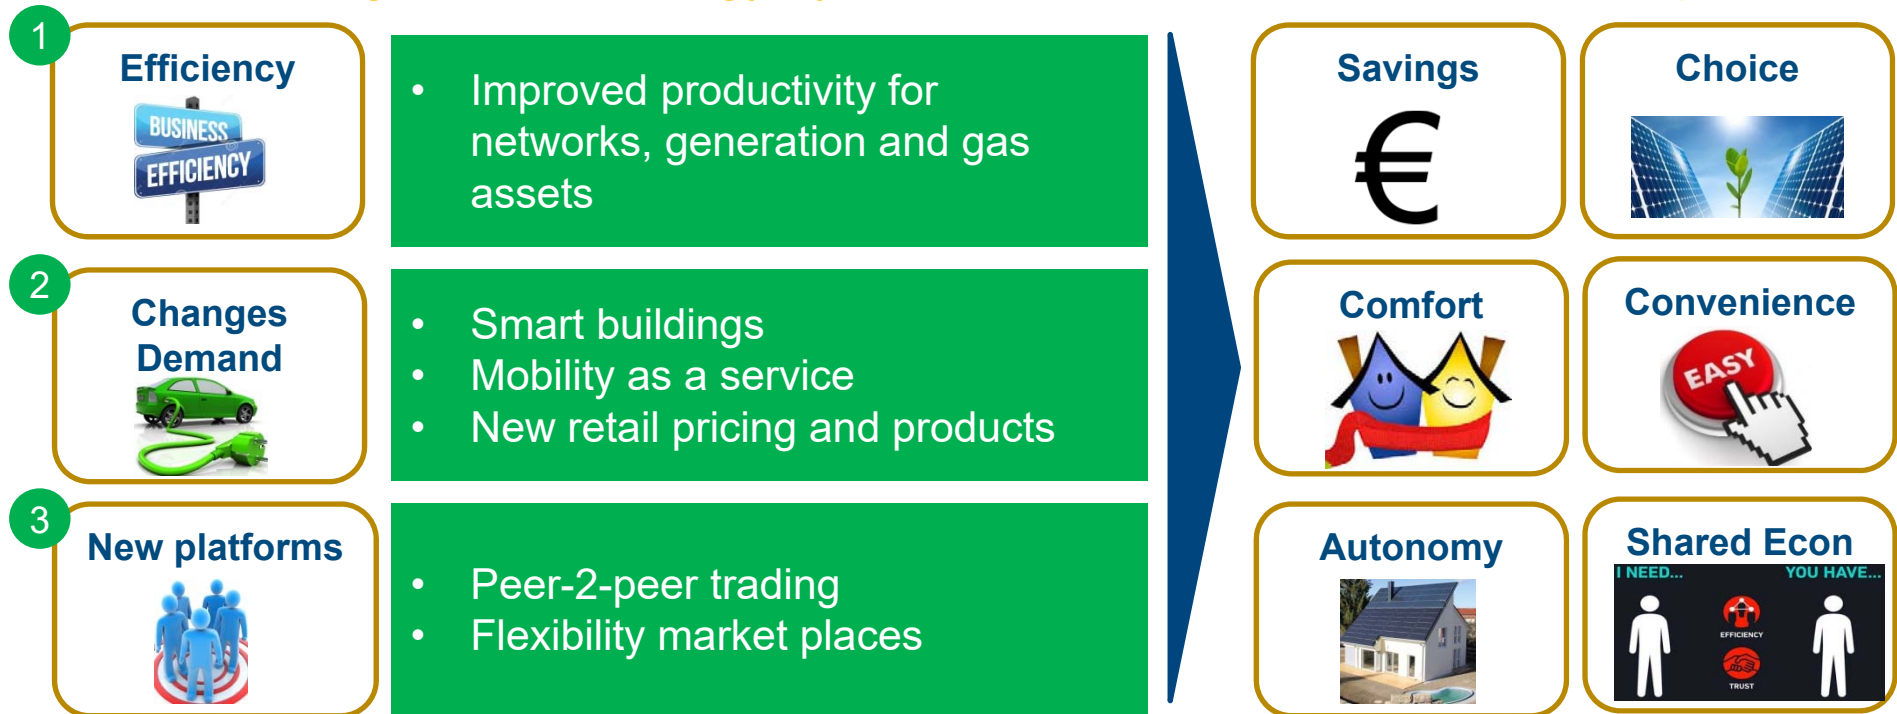 1
Efficiency
BUSINESS
EFFICIENCY
• Improved productivity for
networks, generation and gas
assets
2
Changes
Demand
• Smart buildings
• Mobility as a service
• New retail pricing and products
3
New platforms
• Peer-2-peer trading
• Flexibility market places
Savings
€
Choice
Comfort
Convenience
EASY
Autonomy
Shared Econ
I NEED...
YOU HAVE...
EFFICIENCY
TRUST